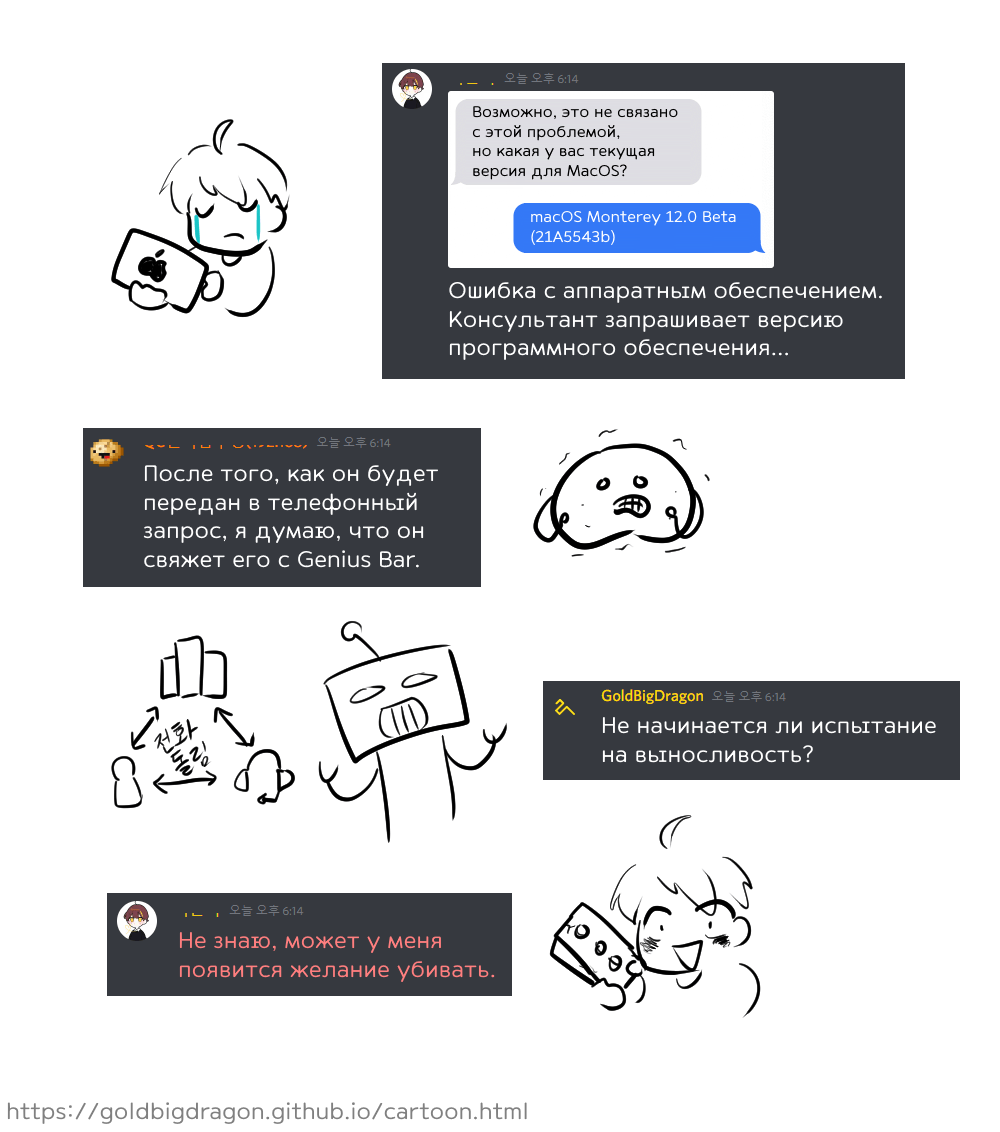 오늘 오후 6:14
Возможно, это не связано
с этой проблемой,
но какая у вас текущая
версия для MacOS?
macOS Monterey 12.0 Beta
(21A5543b)
Ошибка с аппаратным обеспечением.
Консультант запрашивает версию
программного обеспечения...
오늘 오후 6:14
После того, как он будет
передан в телефонный
запрос, я думаю, что он
свяжет его с Genius Bar.
전화
돌링
GoldBigDragon 오늘 오후 6:14
Не начинается ли испытание
на выносливость?
오늘 오후 6:14
Не знаю, может у меня
появится желание убивать.
https://goldbigdragon.github.io/cartoon.html